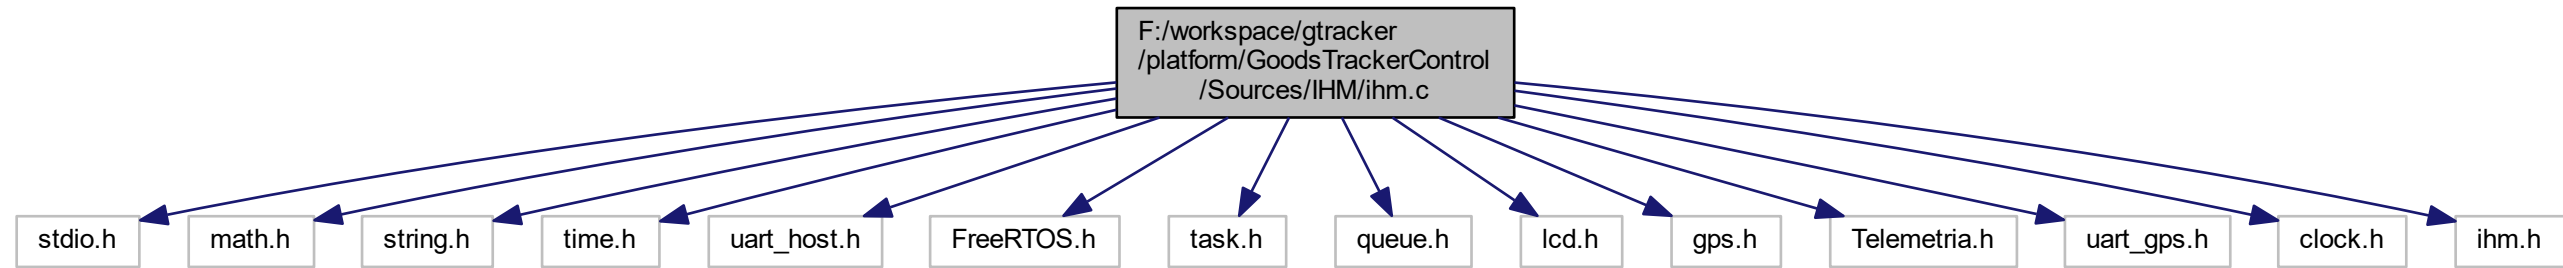 F:/workspace/gtracker
/platform/GoodsTrackerControl
/Sources/IHM/ihm.c
stdio.h
math.h
string.h
time.h
uart_host.h
FreeRTOS.h
task.h
queue.h
lcd.h
gps.h
Telemetria.h
uart_gps.h
clock.h
ihm.h